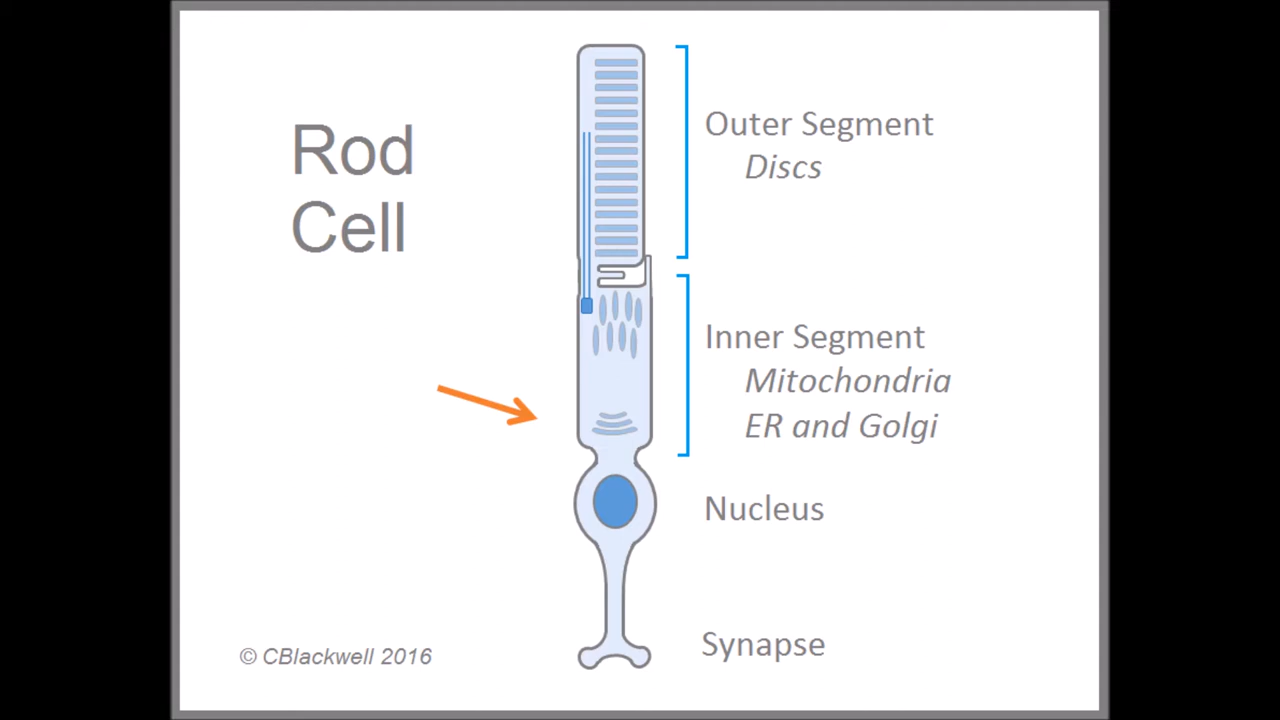 Rod
Cell
Outer Segment
Discs
Inner Segment
Mitochondria
ER and Golgi
Nucleus
Synapse
© CBlackwell 2016